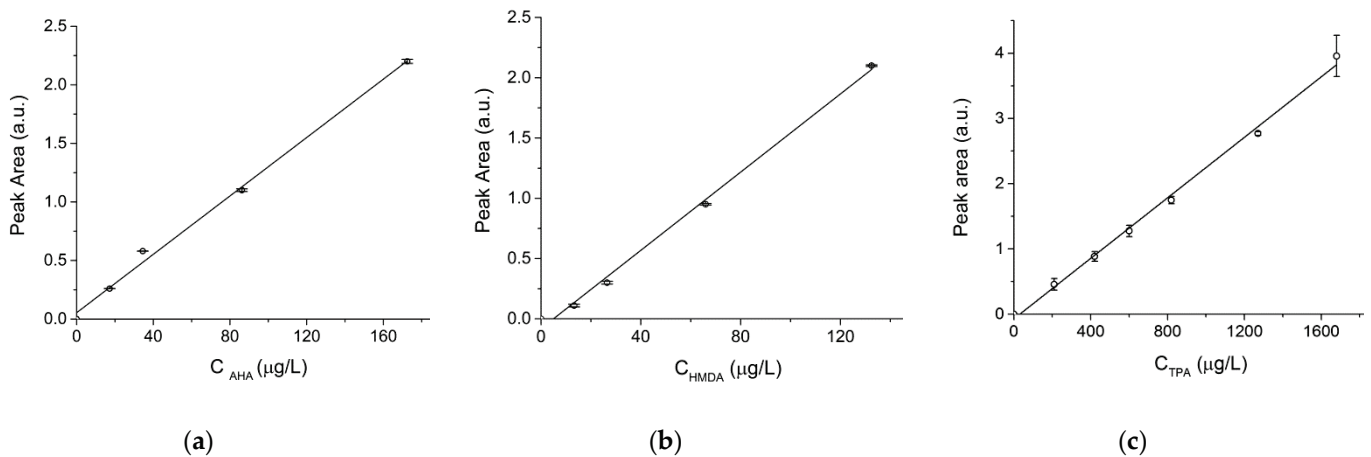 2.5
2.0
1.5
1.0
0.5
0.0
Peak Area (a.u.)
0 40 80 120 160
C AHA (μg/L)
(a)
2.5
2.0
1.5
1.0
0.5
0.0
Peak Area (a.u.)
0 40 80 120
C HMDA (μg/L)
(b)
4
3
2
1
0
Peak area (a.u.)
0 400 800 1200 1600
C TPA (μg/L)
(c)